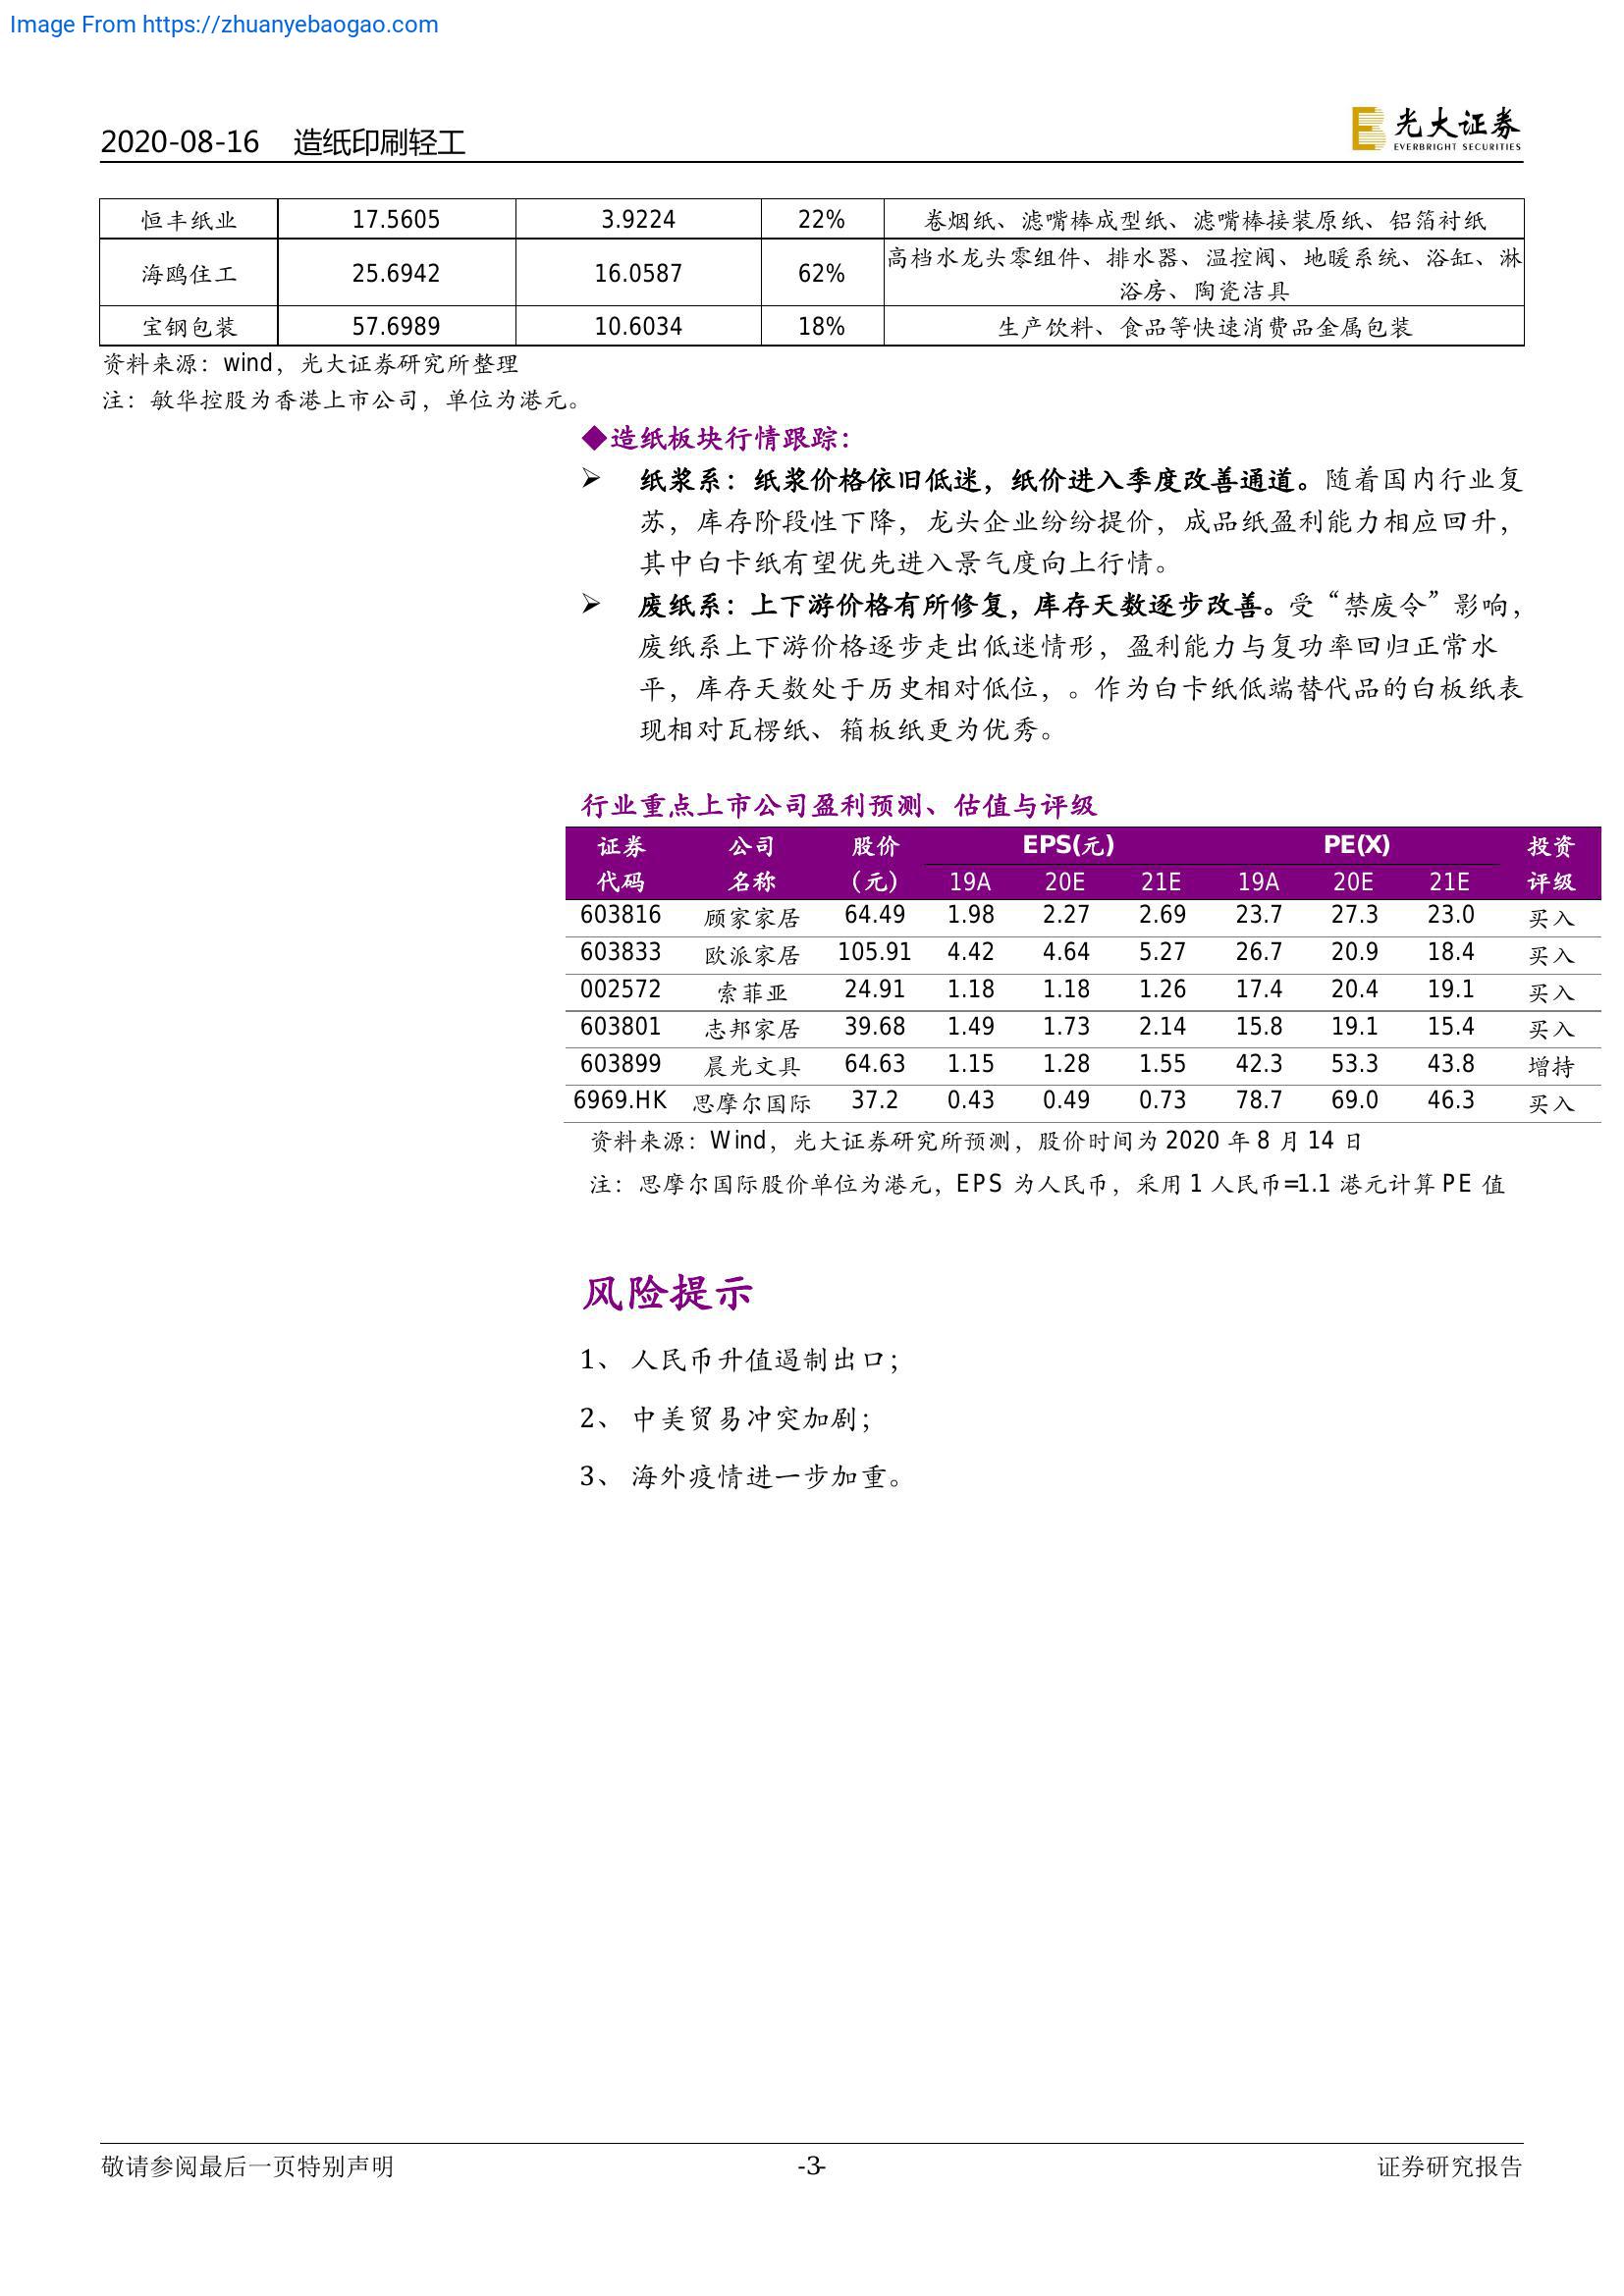 Image From https://zhuanyebaogao.com
2020-08-16 造纸印刷轻工
光大证券
EVERBRIGHT SECURITIES
恒丰纸业 17.5605 3.9224 22% 卷烟纸、滤嘴棒成型纸、滤嘴棒接装原纸、铝箔衬纸
海鸥住工 25.6942 16.0587 62% 高档水龙头零组件、排水器、温控阀、地暖系统、浴缸、淋
浴房、陶瓷洁具
宝钢包装 57.6989 10.6034 18% 生产饮料、食品等快速消费品金属包装
资料来源：wind，光大证券研究所整理
注：敏华控股为香港上市公司，单位为港元。
◆造纸板块行情跟踪：
➢ 纸浆系：纸浆价格依旧低迷，纸价进入季度改善通道。随着国内行业复
苏，库存阶段性下降，龙头企业纷纷提价，成品纸盈利能力相应回升，
其中白卡纸有望优先进入景气度向上行情。
➢ 废纸系：上下游价格有所修复，库存天数逐步改善。受“禁废令”影响，
废纸系上下游价格逐步走出低迷情形，盈利能力与复功率回归正常水
平，库存天数处于历史相对低位，。作为白卡纸低端替代品的白板纸表
现相对瓦楞纸、箱板纸更为优秀。
行业重点上市公司盈利预测、估值与评级
证券 公司 股价 EPS(元) PE(X) 投资
代码 名称 （元） 19A 20E 21E 19A 20E 21E 评级
603816 顾家家居 64.49 1.98 2.27 2.69 23.7 27.3 23.0 买入
603833 欧派家居 105.91 4.42 4.64 5.27 26.7 20.9 18.4 买入
002572 索菲亚 24.91 1.18 1.18 1.26 17.4 20.4 19.1 买入
603801 志邦家居 39.68 1.49 1.73 2.14 15.8 19.1 15.4 买入
603899 晨光文具 64.63 1.15 1.28 1.55 42.3 53.3 43.8 增持
6969.HK 思摩尔国际 37.2 0.43 0.49 0.73 78.7 69.0 46.3 买入
资料来源：Wind，光大证券研究所预测，股价时间为 2020 年 8 月 14 日
注：思摩尔国际股价单位为港元，EPS 为人民币，采用 1 人民币=1.1 港元计算 PE 值
风险提示
1、 人民币升值遏制出口；
2、 中美贸易冲突加剧；
3、 海外疫情进一步加重。
敬请参阅最后一页特别声明 -3- 证券研究报告